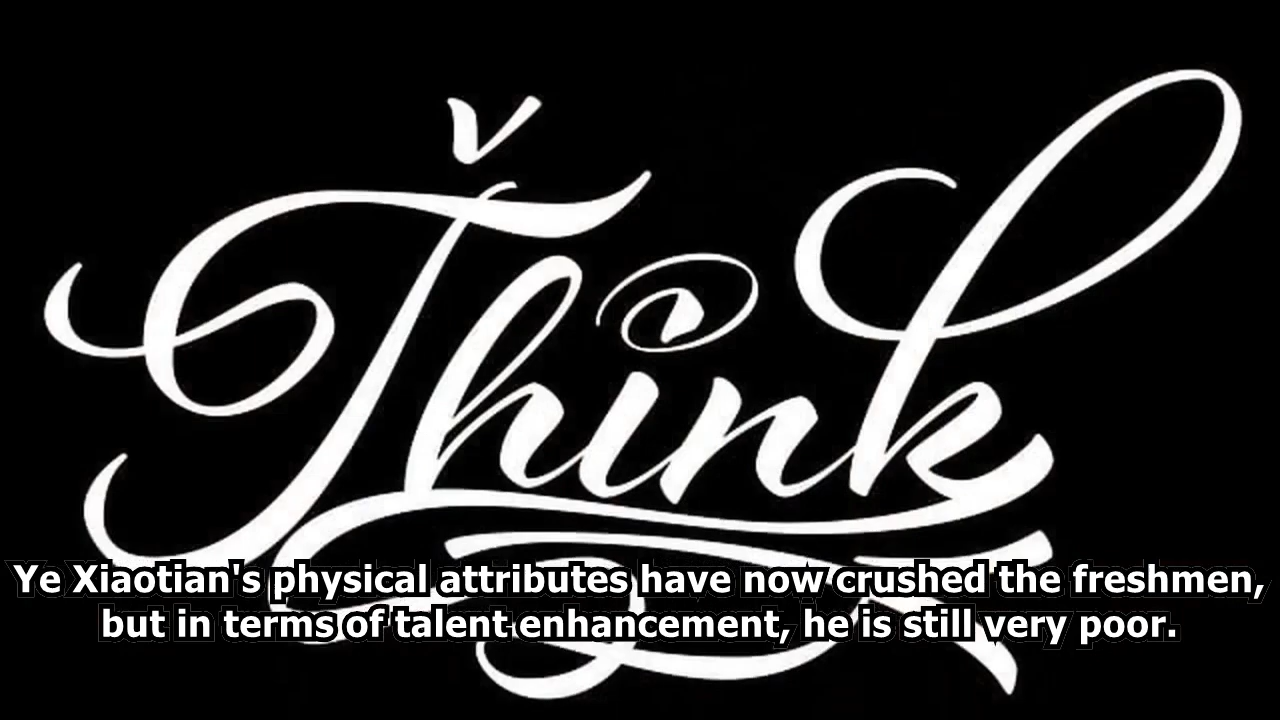 Think
Ye Xiaotian's physical attributes have now crushed the freshmen,
but in terms of talent enhancement, he is still very poor.